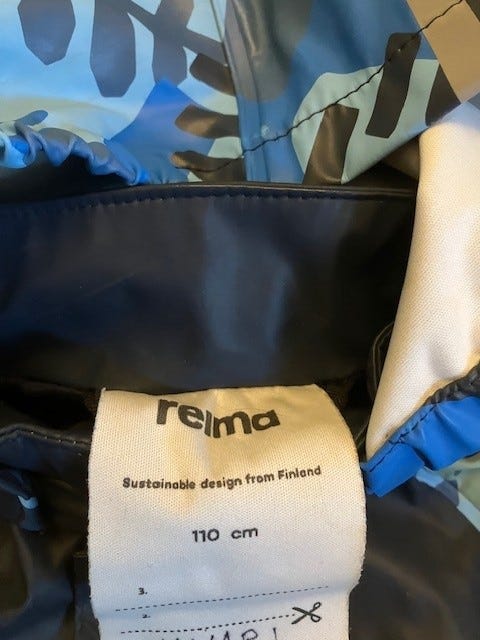 reima
Sustainable design from Finland
110 cm
3.
2.